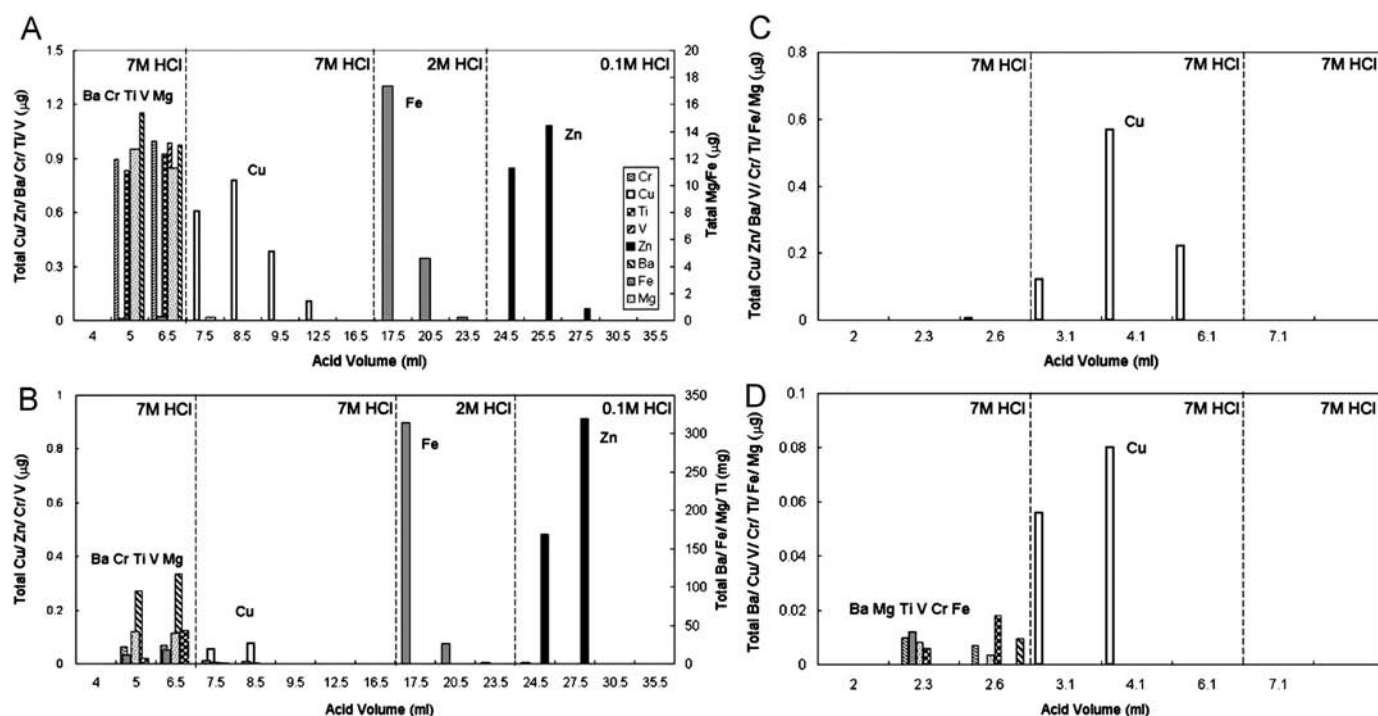 A
1.5
1.2
0.9
0.6
0.3
0
Total Cu/ Zn/ Ba/ Cr/ Ti/ V (µg)
7M HCl
7M HCl
2M HCl
0.1M HCl
Ba Cr Ti V Mg
Cu
Fe
Zn
Cr
Cu
Ti
V
Zn
Ba
Fe
Mg
20
18
16
14
12
10
8
6
4
2
0
Tatal Mg/Fe (µg)
4 5 6.5 7.5 8.5 9.5 12.5 16.5 17.5 20.5 23.5 24.5 25.5 27.5 30.5 35.5
Acid Volume (ml)
B
1
0.8
0.6
0.4
0.2
0
Total Cu/ Zn/ Cr/ V (µg)
7M HCl
7M HCl
2M HCl
0.1M HCl
Ba Cr Ti V Mg
Cu
Fe
Zn
350
300
250
200
150
100
50
0
Total Ba/ Fe/ Mg/ Ti (mg)
4 5 6.5 7.5 8.5 9.5 12.5 16.5 17.5 20.5 23.5 24.5 27.5 30.5 35.5
Acid Volume (ml)
C
0.8
0.6
0.4
0.2
0
Total Cu/ Zn/ Ba/ V/ Cr/ Ti/ Fe/ Mg (µg)
7M HCl
7M HCl
7M HCl
Cu
2 2.3 2.6 3.1 4.1 6.1 7.1
Acid Volume (ml)
D
0.1
0.08
0.06
0.04
0.02
0
Total Ba/ Cu/ V/ Cr/ Ti/ Fe/ Mg (µg)
7M HCl
7M HCl
7M HCl
Ba Mg Ti V Cr Fe
Cu
2 2.3 2.6 3.1 4.1 6.1 7.1
Acid Volume (ml)